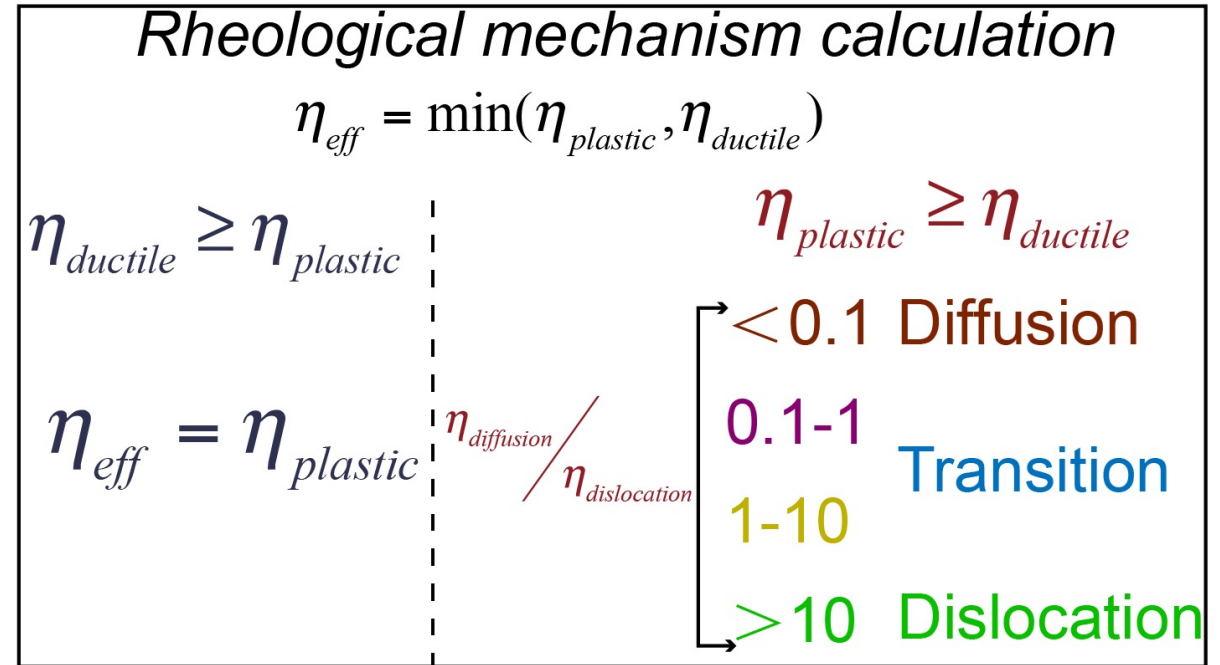 Rheological mechanism calculation
η_eff = min(η_plastic, η_ductile)
η_ductile ≥ η_plastic
η_eff = η_plastic
η_plastic ≥ η_ductile
η_diffusion / η_dislocation
<0.1 Diffusion
0.1-1
Transition
1-10
>10 Dislocation